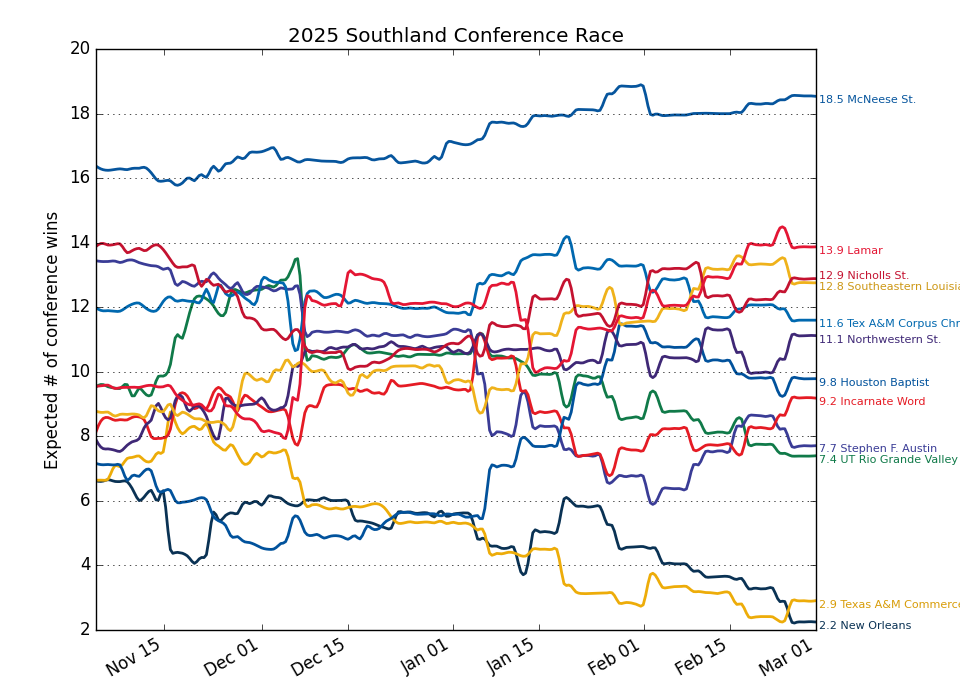 2025 Southland Conference Race
Expected # of conference wins
20
18
16
14
12
10
8
6
4
2
18.5 McNeese St.
13.9 Lamar
12.9 Nicholls St.
12.8 Southeastern Louisia
11.6 Tex A&M Corpus Chr
11.1 Northwestern St.
9.8 Houston Baptist
9.2 Incarnate Word
7.7 Stephen F. Austin
7.4 UT Rio Grande Valley
2.9 Texas A&M Commerce
2.2 New Orleans
Nov 15
Dec 01
Dec 15
Jan 01
Jan 15
Feb 01
Feb 15
Mar 01